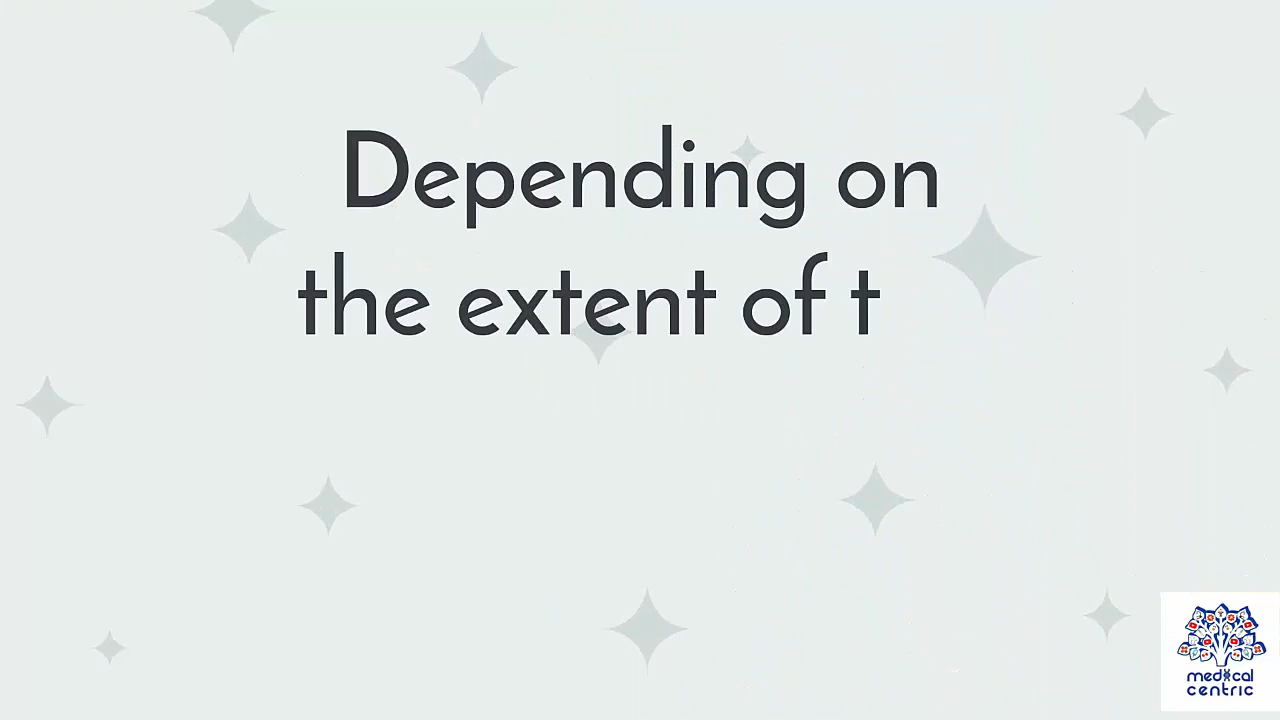 Depending on
the extent of t
medical
centric